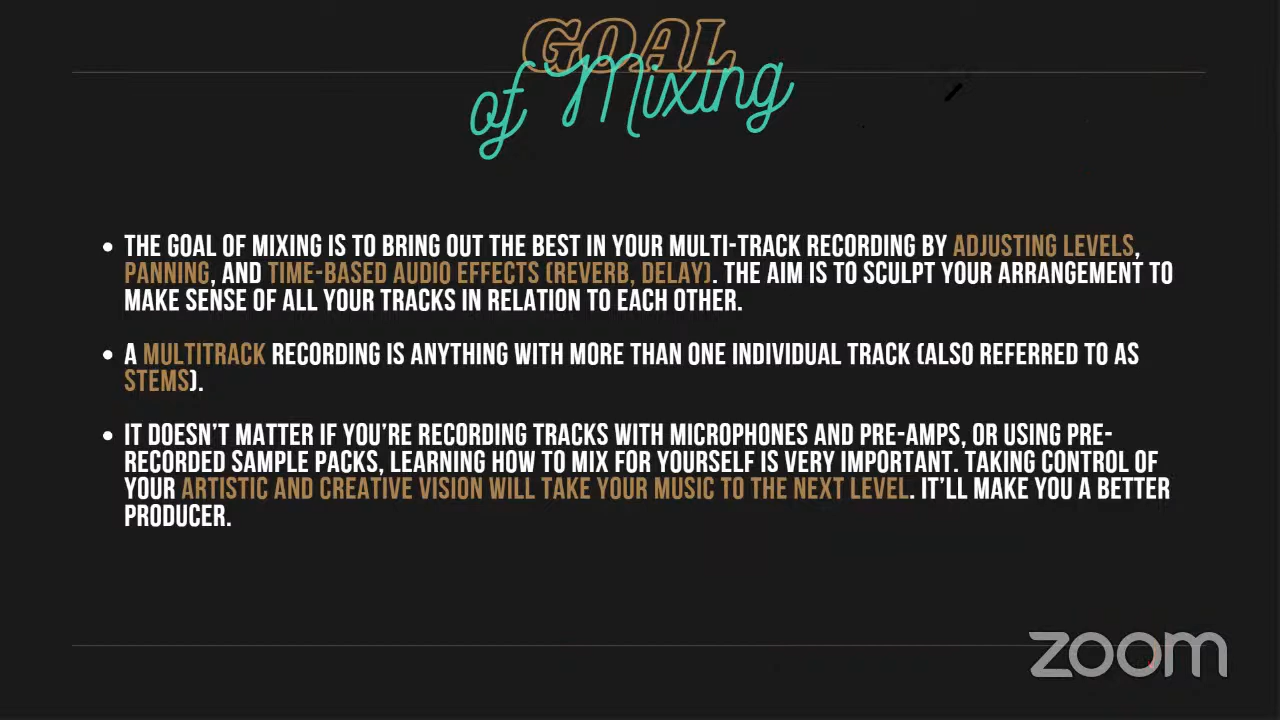 GOAL
of Mixing
• THE GOAL OF MIXING IS TO BRING OUT THE BEST IN YOUR MULTI-TRACK RECORDING BY ADJUSTING LEVELS,
PANNING, AND TIME-BASED AUDIO EFFECTS (REVERB, DELAY). THE AIM IS TO SCULPT YOUR ARRANGEMENT TO
MAKE SENSE OF ALL YOUR TRACKS IN RELATION TO EACH OTHER.
• A MULTITRACK RECORDING IS ANYTHING WITH MORE THAN ONE INDIVIDUAL TRACK (ALSO REFERRED TO AS
STEMS).
• IT DOESN'T MATTER IF YOU'RE RECORDING TRACKS WITH MICROPHONES AND PRE-AMPS, OR USING PRE-
RECORDED SAMPLE PACKS, LEARNING HOW TO MIX FOR YOURSELF IS VERY IMPORTANT. TAKING CONTROL OF
YOUR ARTISTIC AND CREATIVE VISION WILL TAKE YOUR MUSIC TO THE NEXT LEVEL. IT'LL MAKE YOU A BETTER
PRODUCER.
zoom